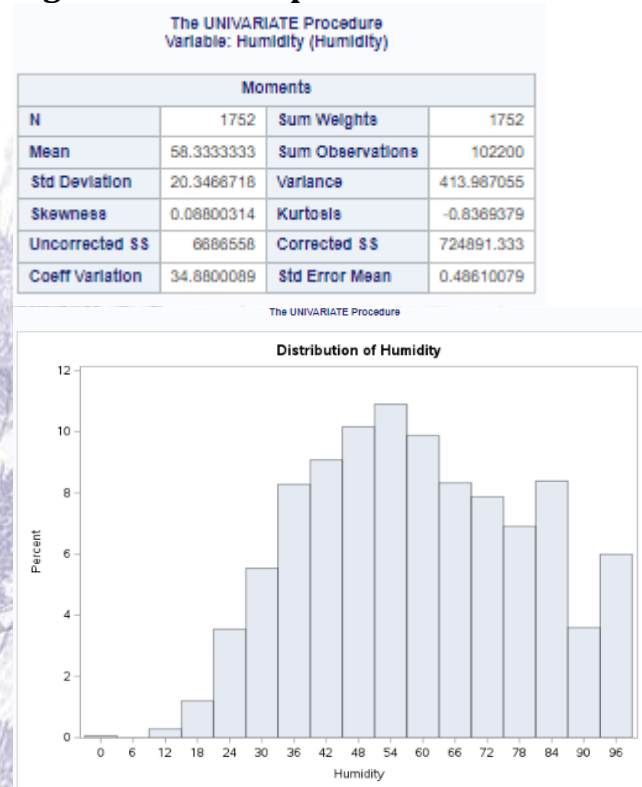 The UNIVARIATE Procedure
Variable: Humidity (Humidity)
Moments
N 1752 Sum Weights 1752
Mean 58.3333333 Sum Observations 102200
Std Deviation 20.3466718 Variance 413.987055
Skewness 0.08800314 Kurtosis -0.8369379
Uncorrected SS 6686558 Corrected SS 724891.333
Coeff Variation 34.8800089 Std Error Mean 0.48610079
The UNIVARIATE Procedure
Distribution of Humidity
12
10
8
6
4
2
0
Percent
0 6 12 18 24 30 36 42 48 54 60 66 72 78 84 90 96
Humidity